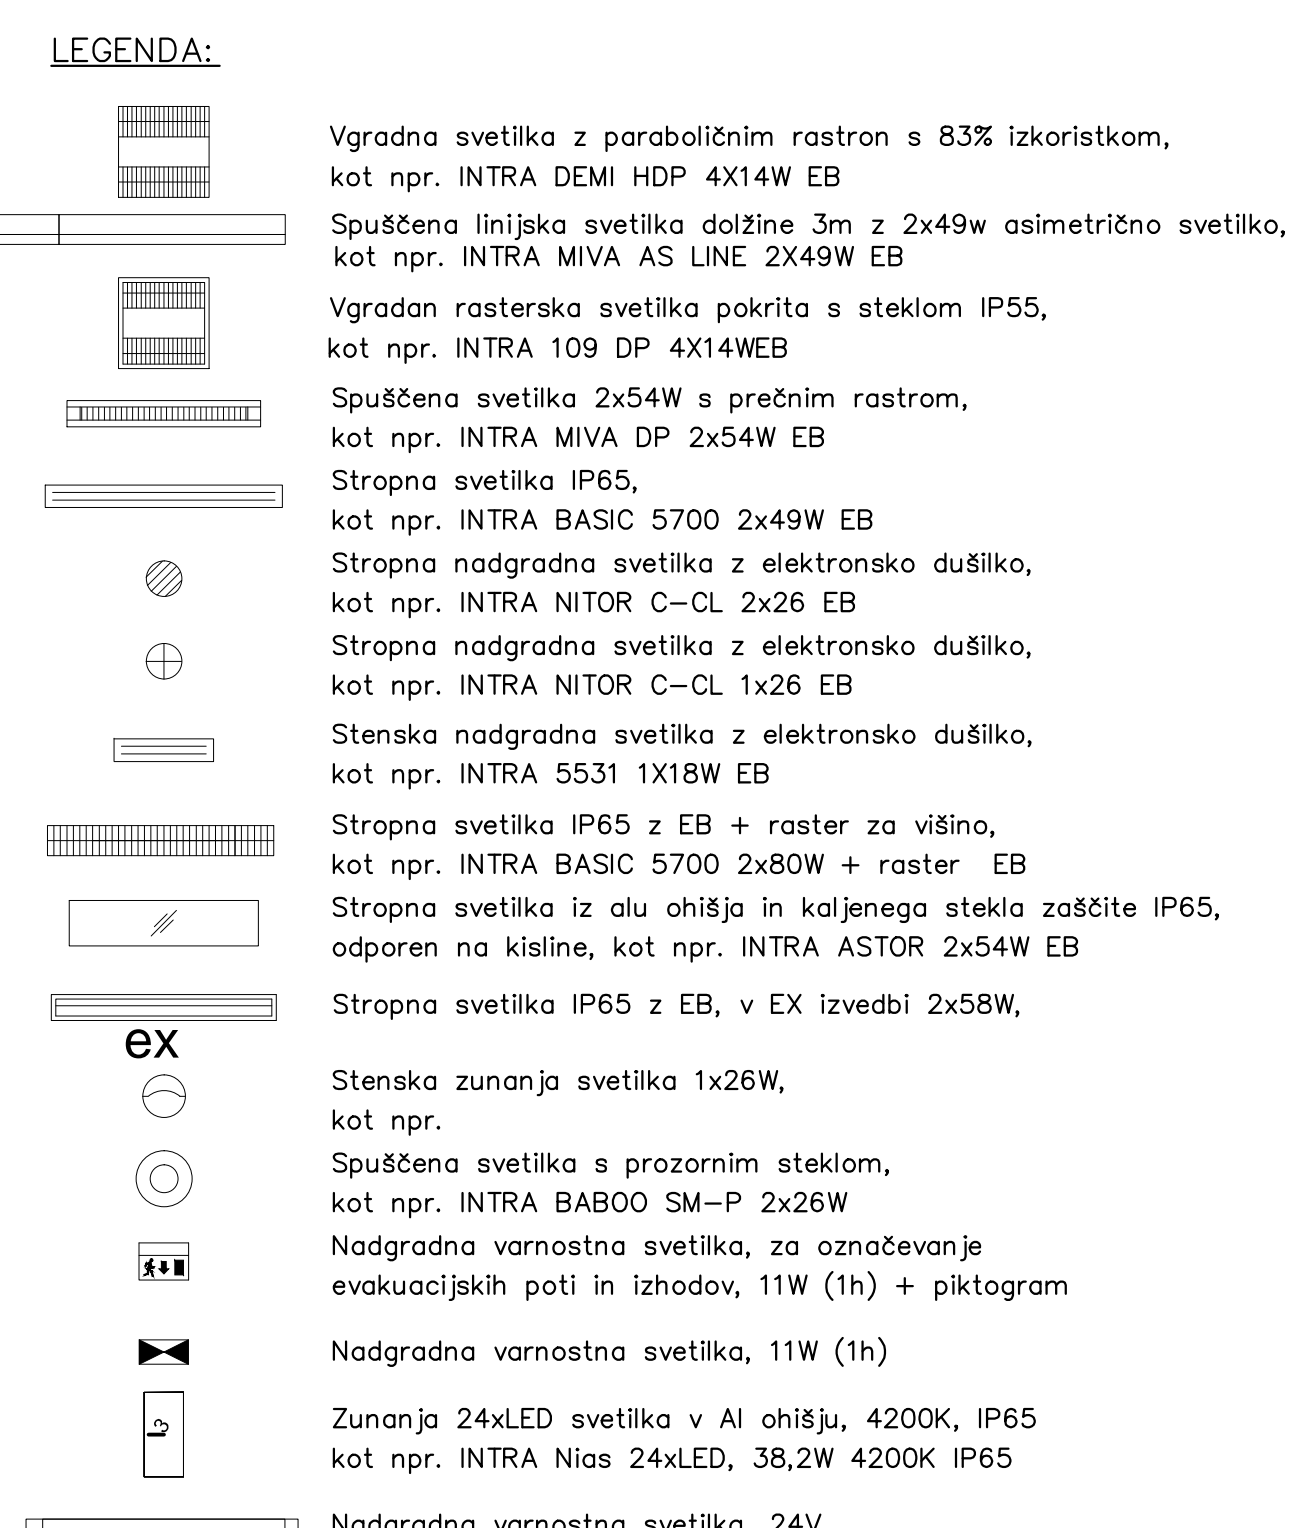 LEGENDA:
Vgradna svetilka z paraboličnim rastron s 83% izkoristkom,
kot npr. INTRA DEMI HDP 4X14W EB
Spuščena linijska svetilka dolžine 3m z 2x49w asimetrično svetilko,
kot npr. INTRA MIVA AS LINE 2X49W EB
Vgradan rasterska svetilka pokrita s steklom IP55,
kot npr. INTRA 109 DP 4X14WEB
Spuščena svetilka 2x54W s prečnim rastrom,
kot npr. INTRA MIVA DP 2x54W EB
Stropna svetilka IP65,
kot npr. INTRA BASIC 5700 2x49W EB
Stropna nadgradna svetilka z elektronsko dušilko,
kot npr. INTRA NITOR C-CL 2x26 EB
Stropna nadgradna svetilka z elektronsko dušilko,
kot npr. INTRA NITOR C-CL 1x26 EB
Stenska nadgradna svetilka z elektronsko dušilko,
kot npr. INTRA 5531 1X18W EB
Stropna svetilka IP65 z EB + raster za višino,
kot npr. INTRA BASIC 5700 2x80W + raster EB
Stropna svetilka iz alu ohišja in kaljenega stekla zaščite IP65,
odporen na kisline, kot npr. INTRA ASTOR 2x54W EB
Stropna svetilka IP65 z EB, v EX izvedbi 2x58W,
ex
Stenska zunanja svetilka 1x26W,
kot npr.
Spuščena svetilka s prozornim steklom,
kot npr. INTRA BABOO SM-P 2x26W
Nadgradna varnostna svetilka, za označevanje
evakuacijskih poti in izhodov, 11W (1h) + piktogram
Nadgradna varnostna svetilka, 11W (1h)
Zunanja 24xLED svetilka v Al ohišju, 4200K, IP65
kot npr. INTRA Nias 24xLED, 38,2W 4200K IP65
Nadgradna varnostna svetilka, 24V